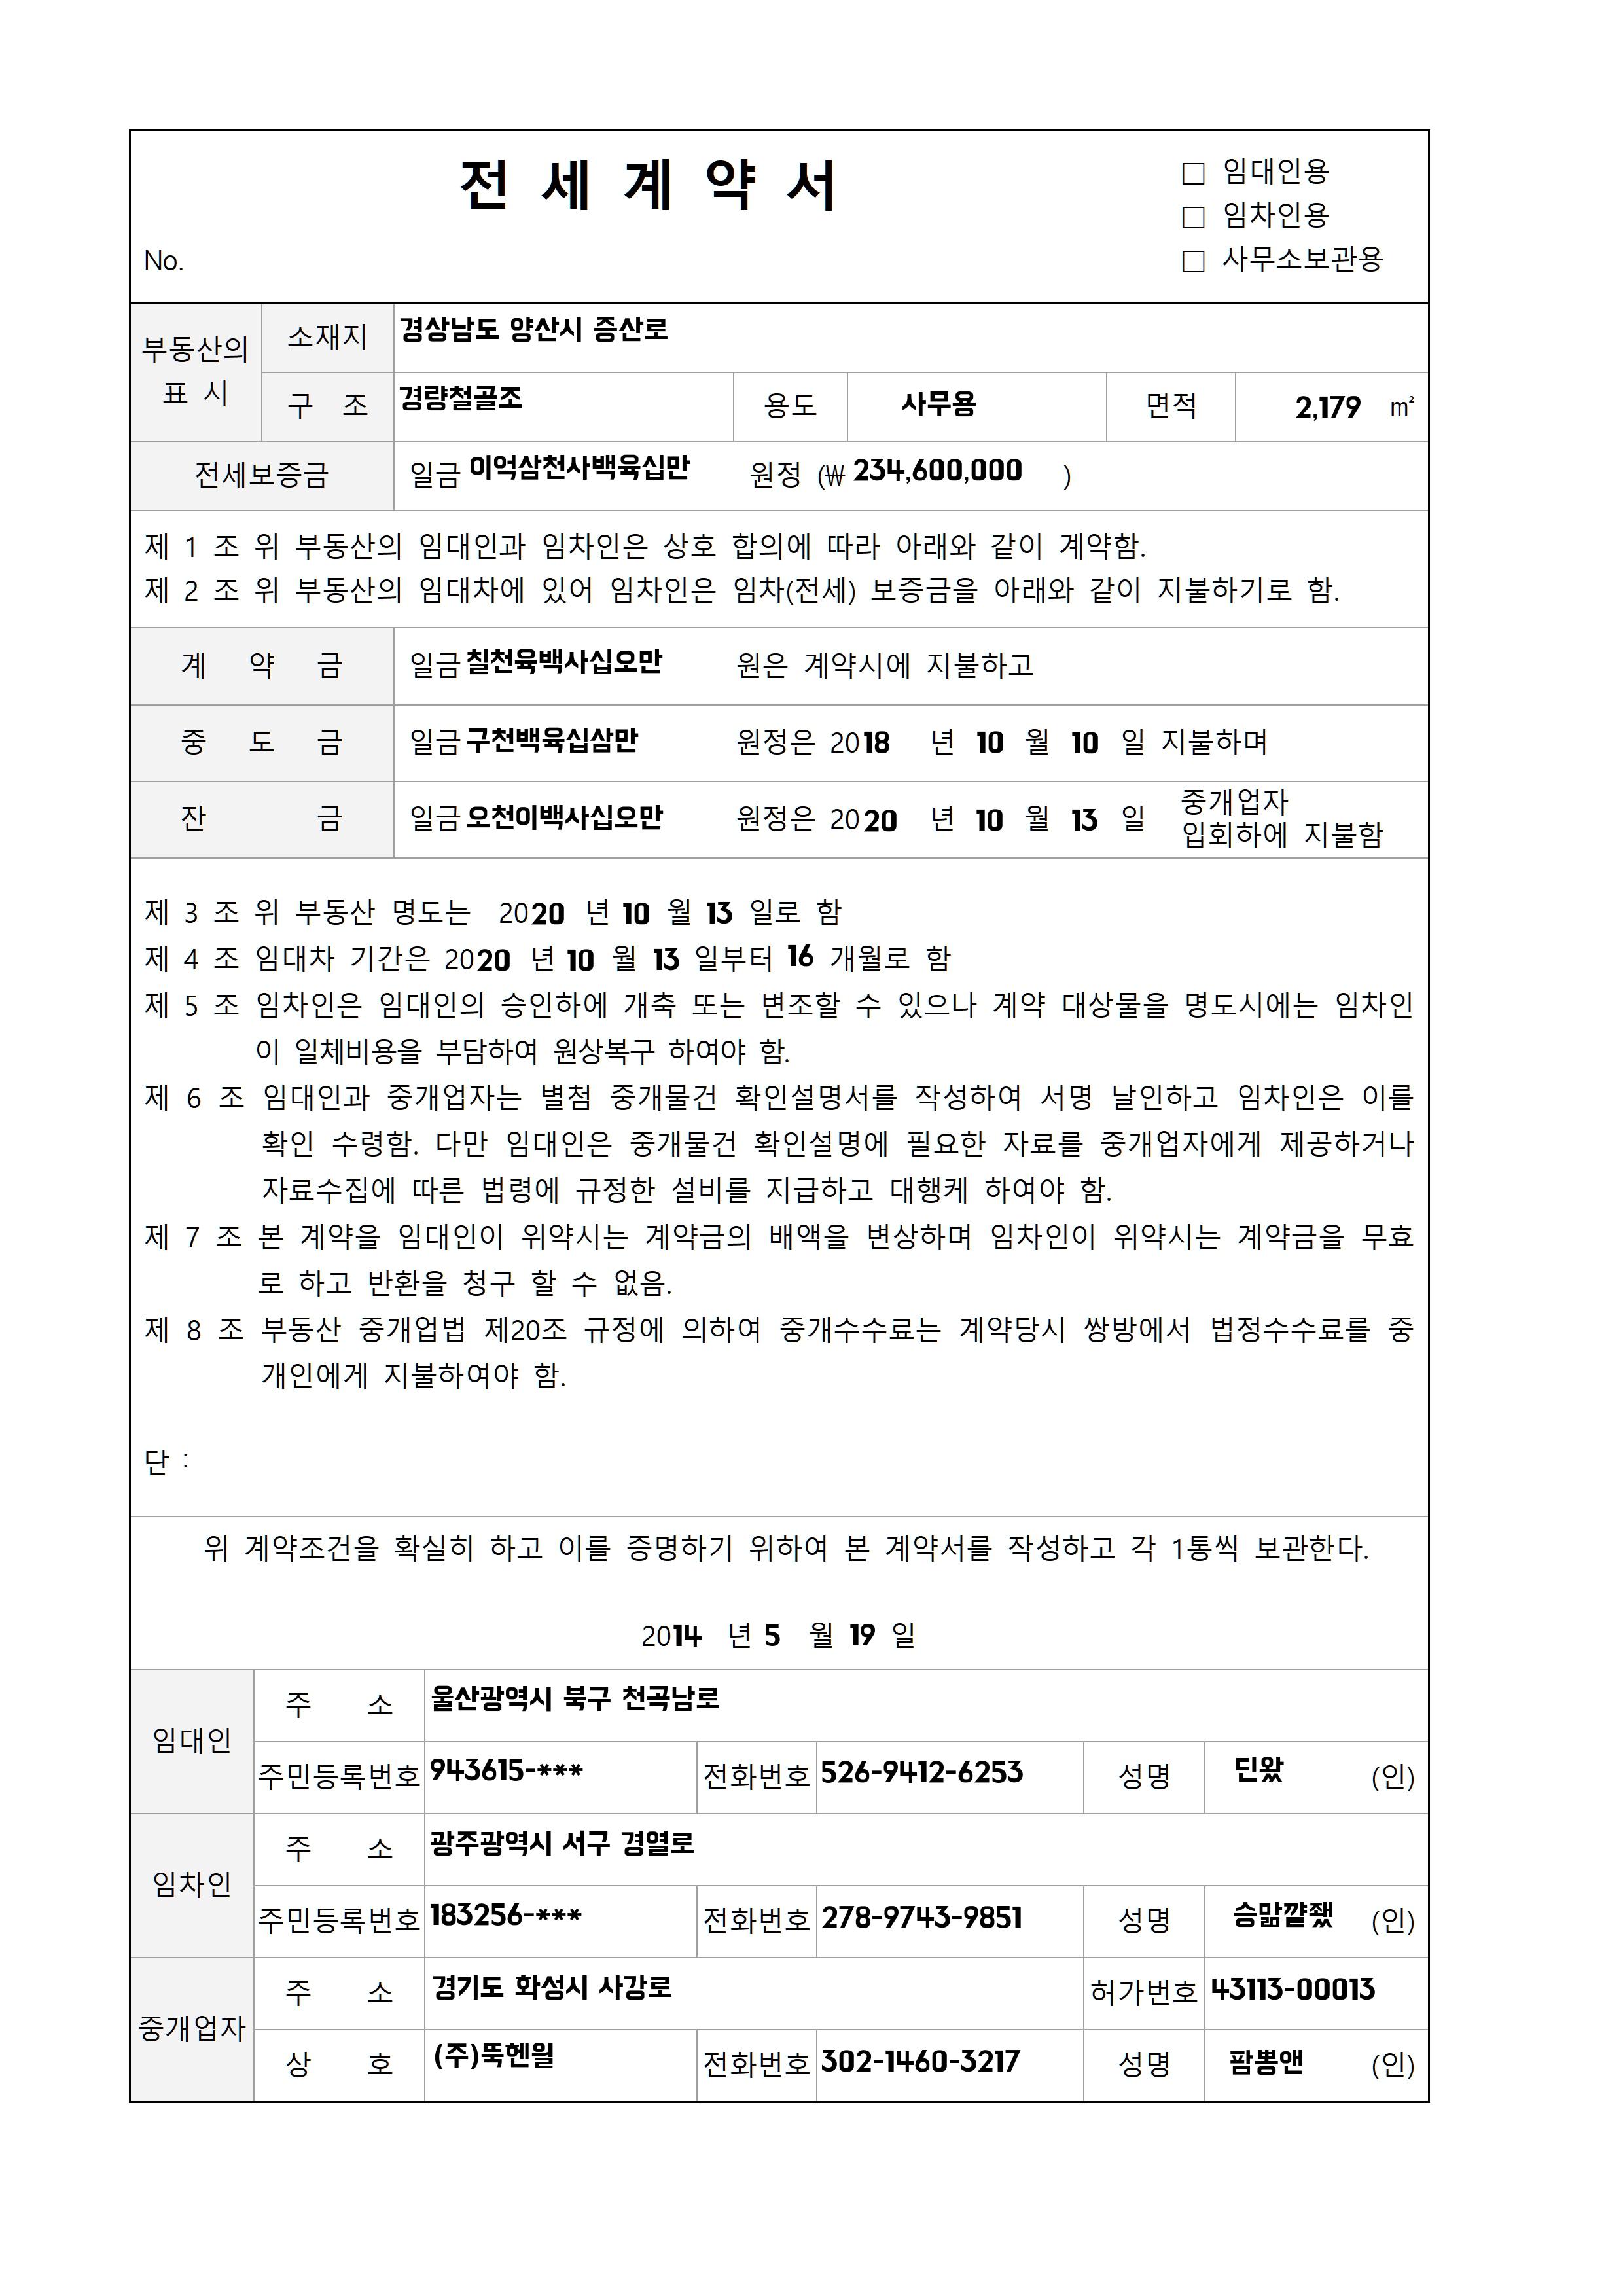 전 세 계 약 서
□ 임대인용
□ 임차인용
□ 사무소보관용
No.
부동산의 표 시
소재지 경상남도 양산시 증산로
구 조 경량철골조 용도 사무용 면적 2,179 ㎡
전세보증금 일금 이억삼천사백육십만 원정 (₩ 234,600,000 )
제 1 조 위 부동산의 임대인과 임차인은 상호 합의에 따라 아래와 같이 계약함.
제 2 조 위 부동산의 임대차에 있어 임차인은 임차(전세) 보증금을 아래와 같이 지불하기로 함.
계 약 금 일금 칠천육백사십오만 원은 계약시에 지불하고
중 도 금 일금 구천백육십삼만 원정은 2018 년 10 월 10 일 지불하며
잔 금 일금 오천이백사십오만 원정은 2020 년 10 월 13 일 중개업자
입회하에 지불함
제 3 조 위 부동산 명도는 2020 년 10 월 13 일로 함
제 4 조 임대차 기간은 2020 년 10 월 13 일부터 16 개월로 함
제 5 조 임차인은 임대인의 승인하에 개축 또는 변조할 수 있으나 계약 대상물을 명도시에는 임차인
이 일체비용을 부담하여 원상복구 하여야 함.
제 6 조 임대인과 중개업자는 별첨 중개물건 확인설명서를 작성하여 서명 날인하고 임차인은 이를
확인 수령함. 다만 임대인은 중개물건 확인설명에 필요한 자료를 중개업자에게 제공하거나
자료수집에 따른 법령에 규정한 설비를 지급하고 대행케 하여야 함.
제 7 조 본 계약을 임대인이 위약시는 계약금의 배액을 변상하며 임차인이 위약시는 계약금을 무효
로 하고 반환을 청구 할 수 없음.
제 8 조 부동산 중개업법 제20조 규정에 의하여 중개수수료는 계약당시 쌍방에서 법정수수료를 중
개인에게 지불하여야 함.
단 :
위 계약조건을 확실히 하고 이를 증명하기 위하여 본 계약서를 작성하고 각 1통씩 보관한다.
2014 년 5 월 19 일
임대인
주 소 울산광역시 북구 천곡남로
주민등록번호 943615-*** 전화번호 526-9412-6253 성명 딘왔 (인)
임차인
주 소 광주광역시 서구 경열로
주민등록번호 183256-*** 전화번호 278-9743-9851 성명 (인)
중개업자
주 소 경기도 화성시 사강로 허가번호 43113-00013
상 호 (주)뚝헨윌 전화번호 302-1460-3217 성명 팜뽕앤 (인)